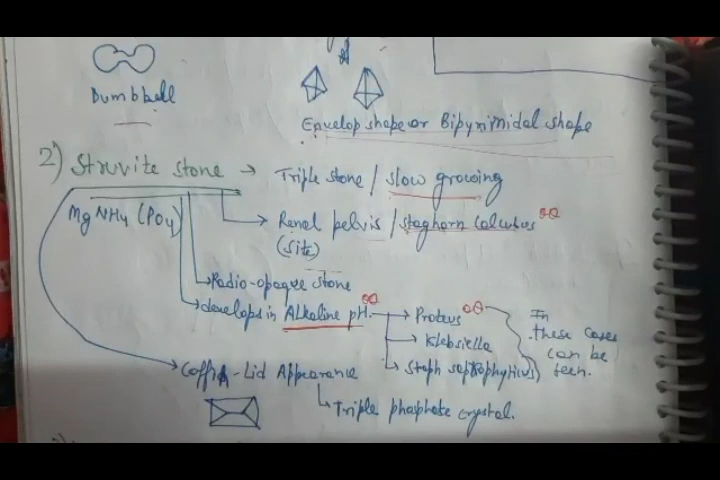 Dumbbell
Envelop shape or Bipyrimidal shape
2) Struvite stone → Triple stone / slow growing
MgNH4 (PO4)
→ Renal pelvis / staghorn calculus
(site)
→ Radio-opaque stone
→ develops in Alkaline pH. → Proteus
→ Klebsiella
→ Staph saprophyticus
In these cases can be seen.
→ Coffin-Lid Appearance
→ Triple phosphate crystal.